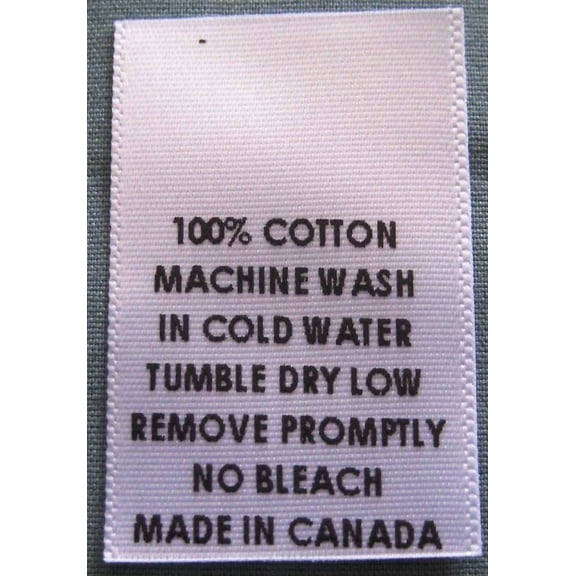 100% COTTON
MACHINE WASH
IN COLD WATER
TUMBLE DRY LOW
REMOVE PROMPTLY
NO BLEACH
MADE IN CANADA